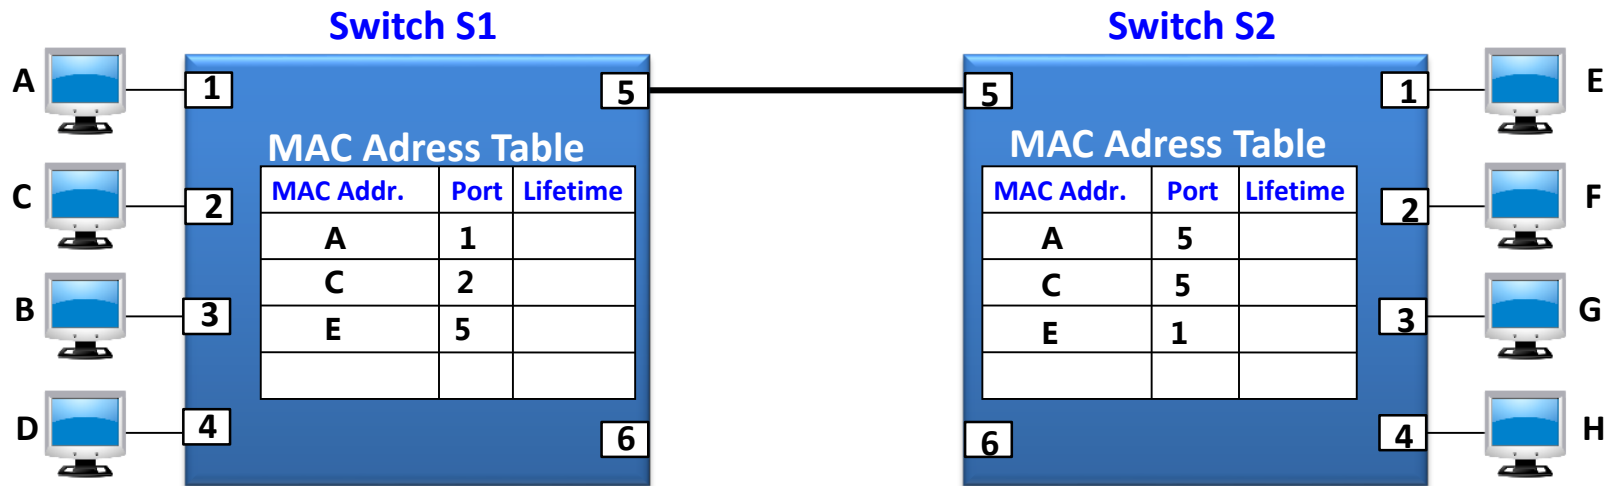 Switch S1
Switch S2
A
1
5
5
1
E
MAC Adress Table
MAC Adress Table
C
2
MAC Addr. Port Lifetime
MAC Addr. Port Lifetime
2
F
A 1
A 5
C 2
C 5
B
3
E 5
E 1
3
G
D
4
6
6
4
H